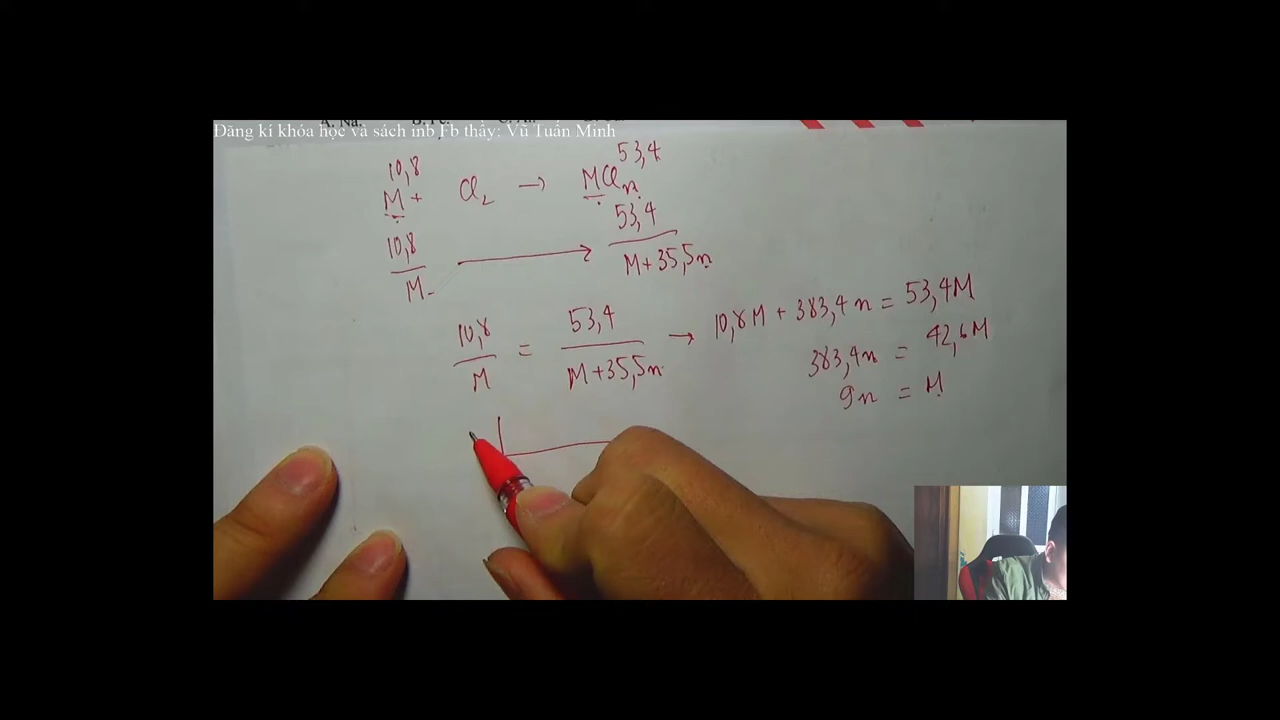 Đăng kí khóa học và sách inb Fb thầy: Vũ Tuấn Minh
A. Na.
10,8 53,4
M + Cl2 → MCln
10,8/M → 53,4/(M+35,5n)
10,8/M = 53,4/(M+35,5n) → 10,8M + 383,4n = 53,4M
383,4n = 42,6M
9n = M